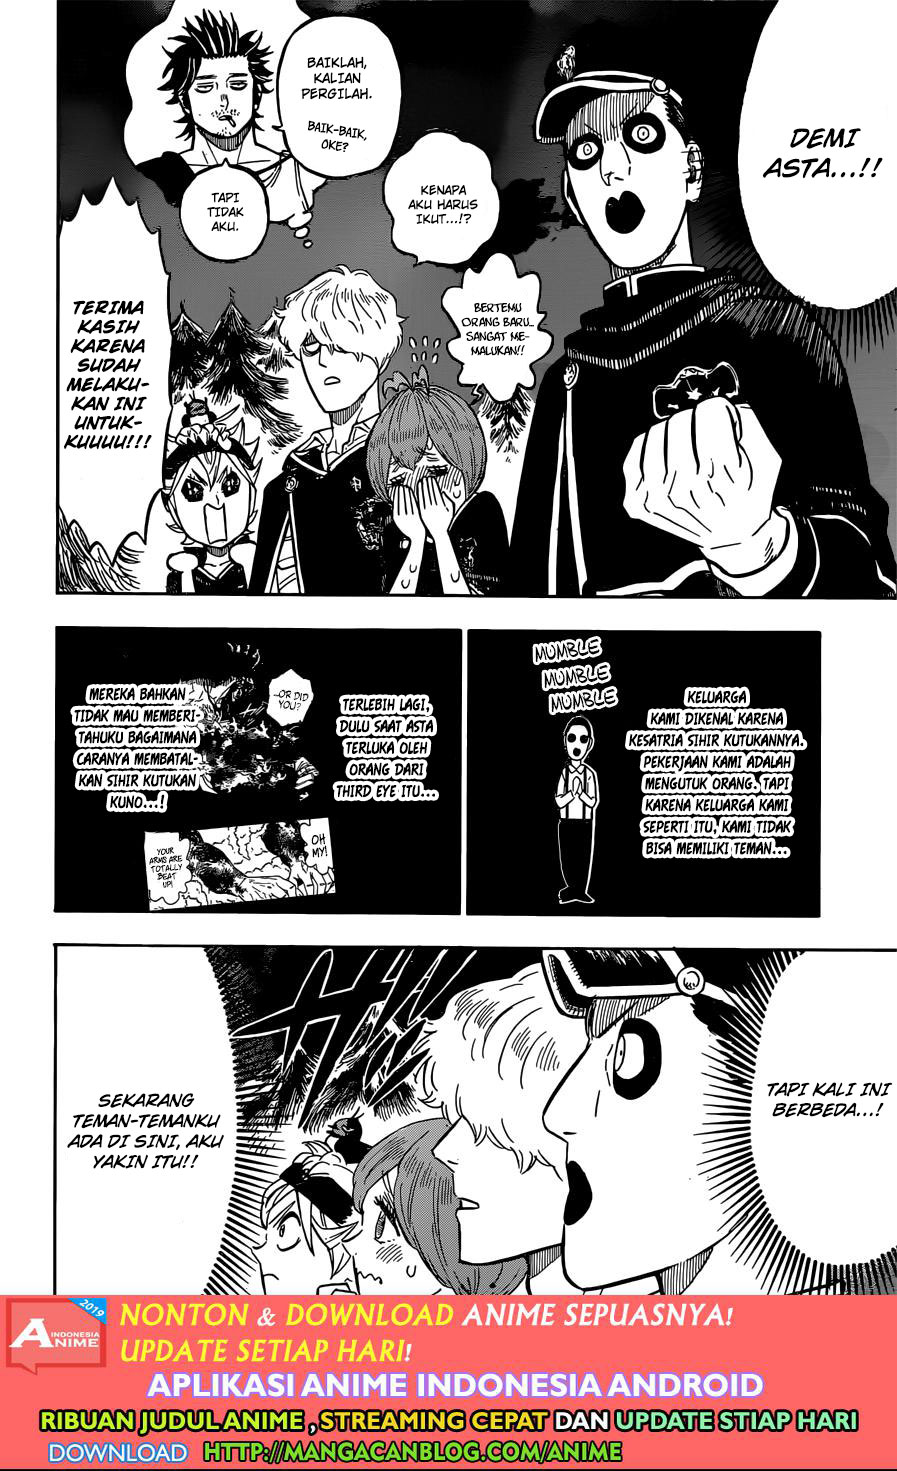 DEMI
ASTA...!!
BAIKLAH,
KALIAN
PERGILAH.
BAIK-BAIK,
OKE?
TAPI
TIDAK
AKU.
KENAPA
AKU HARUS
IKUT...!?
BERTEMU
ORANG BARU...
SANGAT ME-
MALUKAN!!
TERIMA
KASIH
KARENA
SUDAH
MELAKU-
KAN INI
UNTUK-
KUUUU!!!
MUMBLE
MUMBLE
MUMBLE
KELUARGA
KAMI DIKENAL KARENA
KESATRIA SIHIR KUTUKANNYA.
PEKERJAAN KAMI ADALAH
MENGUTUK ORANG. TAPI
KARENA KELUARGA KAMI
SEPERTI ITU, KAMI TIDAK
BISA MEMILIKI TEMAN...
TERLEBIH LAGI,
DULU SAAT ASTA
TERLUKA OLEH
ORANG DARI
THIRD EYE ITU...
...OR DID
YOU?
MEREKA BAHKAN
TIDAK MAU MEMBERI-
TAHUKU BAGAIMANA
CARANYA MEMBATAL-
KAN SIHIR KUTUKAN
KUNO...!
OH
MY!
YOUR
ARMS ARE
TOTALLY
BEAT
UP!
TAPI KALI INI
BERBEDA...!
SEKARANG
TEMAN-TEMANKU
ADA DI SINI, AKU
YAKIN ITU!!
2019
INDONESIA
ANIME
NONTON & DOWNLOAD ANIME SEPUASNYA!
UPDATE SETIAP HARI!
APLIKASI ANIME INDONESIA ANDROID
RIBUAN JUDUL ANIME , STREAMING CEPAT DAN UPDATE STIAP HARI
DOWNLOAD HTTP://MANGACANBLOG.COM/ANIME